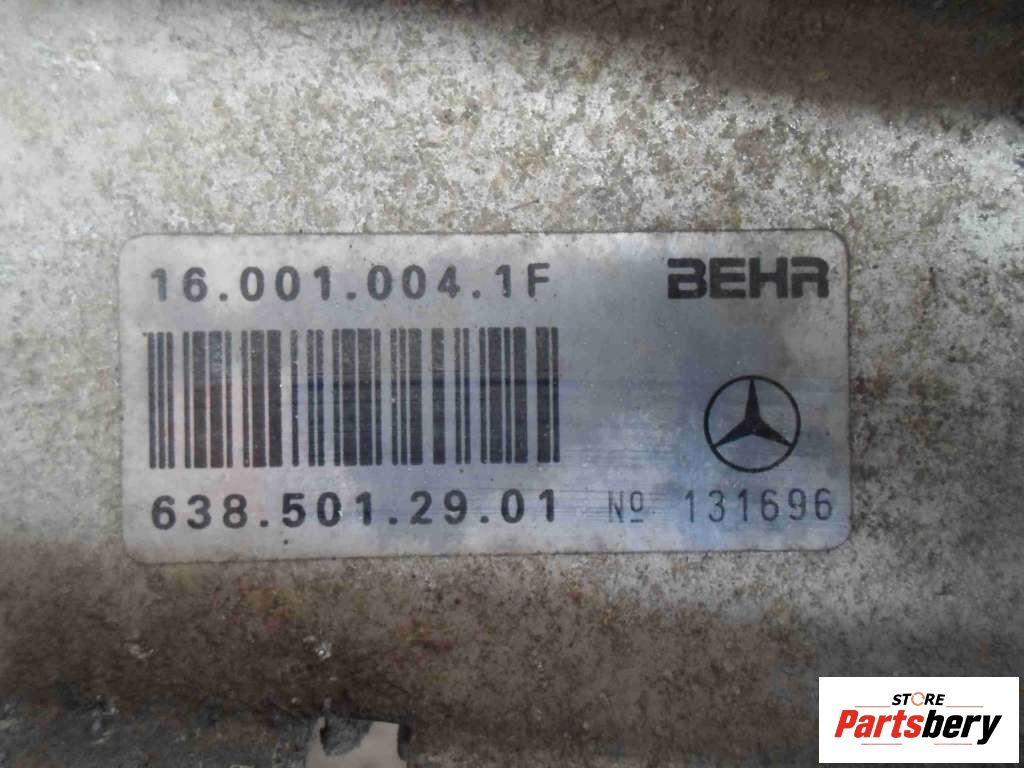 16.001.004.1F BEHR
638.501.29.01 Nº 131696
STORE
Partsbery